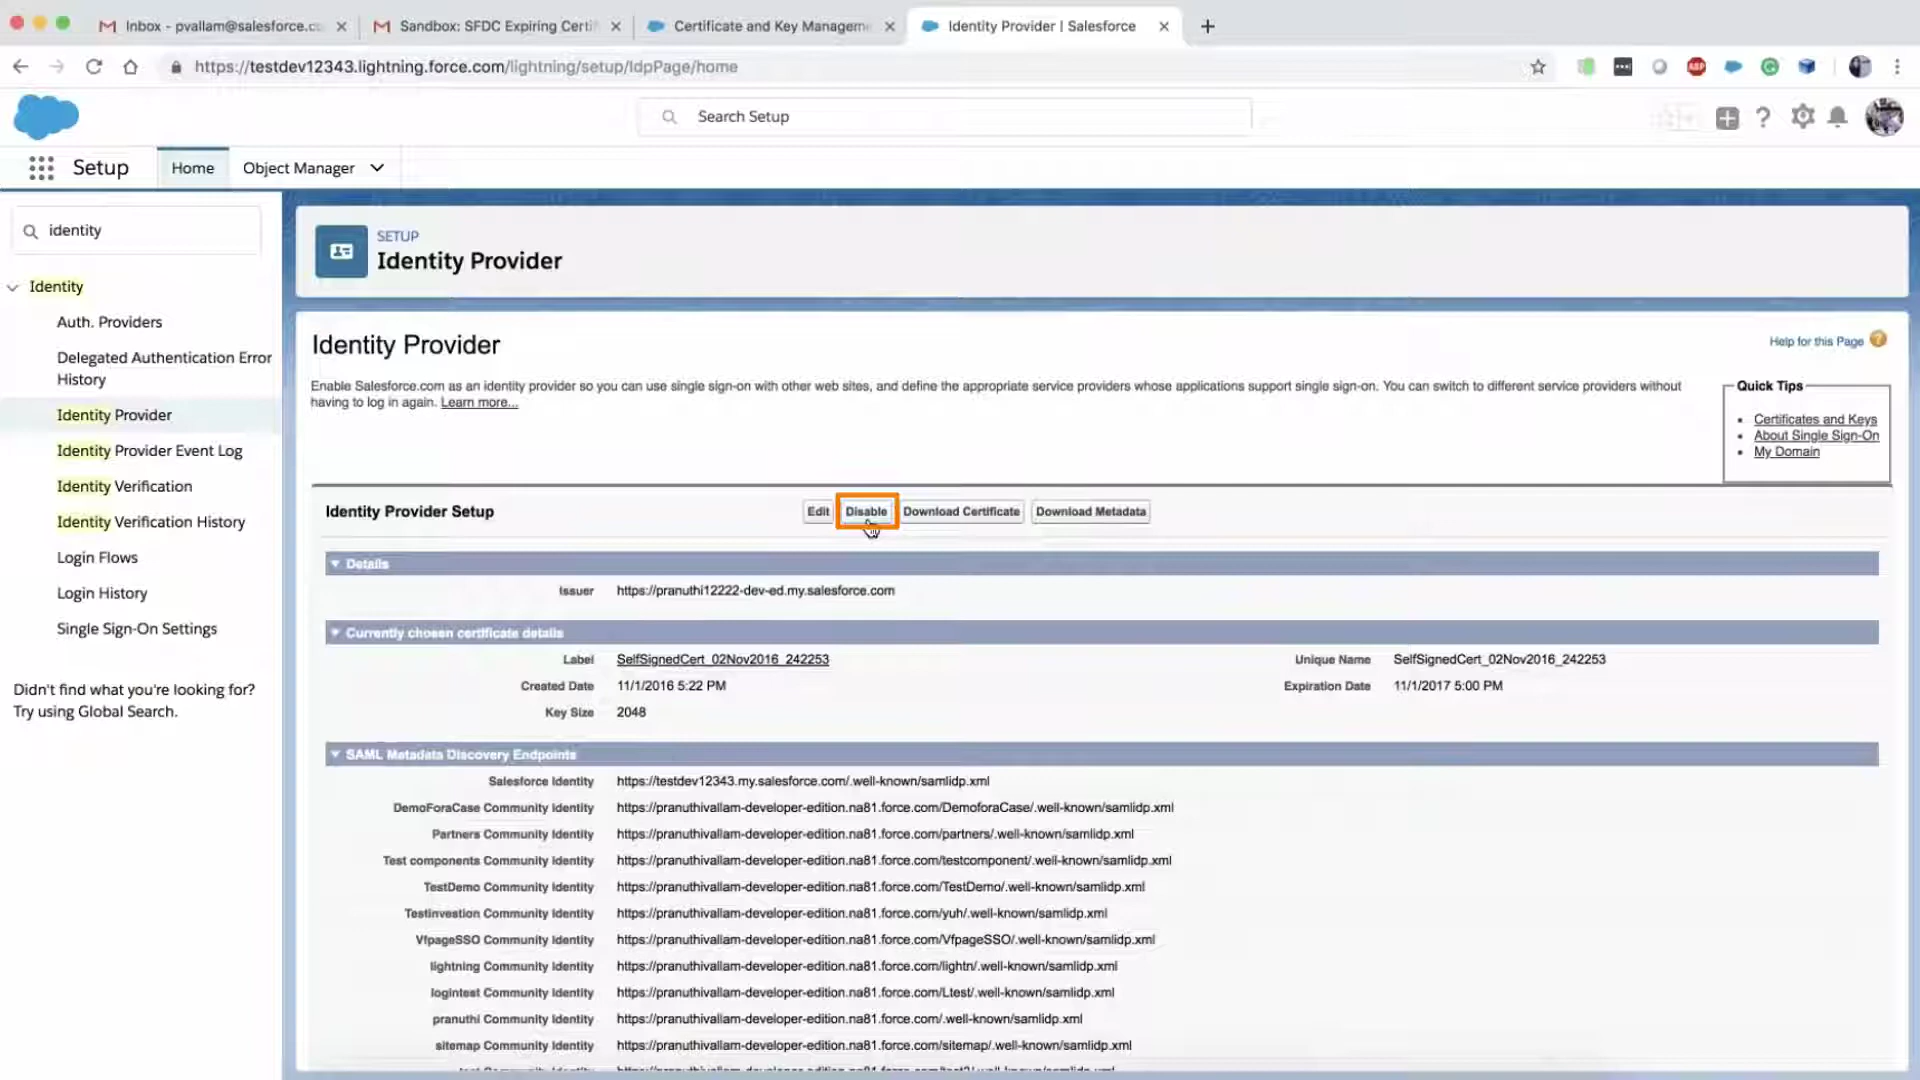 Inbox - pvallam@salesforce.co
Sandbox: SFDC Expiring Certifi
Certificate and Key Manageme
Identity Provider | Salesforce
https://testdev12343.lightning.force.com/lightning/setup/IdpPage/home
ABP
Search Setup
Setup
Home
Object Manager
identity
Identity
Auth. Providers
Delegated Authentication Error
History
Identity Provider
Identity Provider Event Log
Identity Verification
Identity Verification History
Login Flows
Login History
Single Sign-On Settings
Didn't find what you're looking for?
Try using Global Search.
SETUP
Identity Provider
Identity Provider
Help for this Page
Enable Salesforce.com as an identity provider so you can use single sign-on with other web sites, and define the appropriate service providers whose applications support single sign-on. You can switch to different service providers without
having to log in again. Learn more...
Quick Tips
Certificates and Keys
About Single Sign-On
My Domain
Identity Provider Setup
Edit
Disable
Download Certificate
Download Metadata
Details
Issuer https://pranuthi12222-dev-ed.my.salesforce.com
Currently chosen certificate details
Label SelfSignedCert_02Nov2016_242253
Unique Name SelfSignedCert_02Nov2016_242253
Created Date 11/1/2016 5:22 PM
Expiration Date 11/1/2017 5:00 PM
Key Size 2048
SAML Metadata Discovery Endpoints
Salesforce Identity https://testdev12343.my.salesforce.com/.well-known/samlidp.xml
DemoForaCase Community Identity https://pranuthivallam-developer-edition.na81.force.com/DemoforaCase/.well-known/samlidp.xml
Partners Community Identity https://pranuthivallam-developer-edition.na81.force.com/partners/.well-known/samlidp.xml
Test components Community Identity https://pranuthivallam-developer-edition.na81.force.com/testcomponent/.well-known/samlidp.xml
TestDemo Community Identity https://pranuthivallam-developer-edition.na81.force.com/TestDemo/.well-known/samlidp.xml
Testinvestion Community Identity https://pranuthivallam-developer-edition.na81.force.com/yuh/.well-known/samlidp.xml
VfpageSSO Community Identity https://pranuthivallam-developer-edition.na81.force.com/VfpageSSO/.well-known/samlidp.xml
lightning Community Identity https://pranuthivallam-developer-edition.na81.force.com/lightn/.well-known/samlidp.xml
logintest Community Identity https://pranuthivallam-developer-edition.na81.force.com/Ltest/.well-known/samlidp.xml
pranuthi Community Identity https://pranuthivallam-developer-edition.na81.force.com/.well-known/samlidp.xml
sitemap Community Identity https://pranuthivallam-developer-edition.na81.force.com/sitemap/.well-known/samlidp.xml